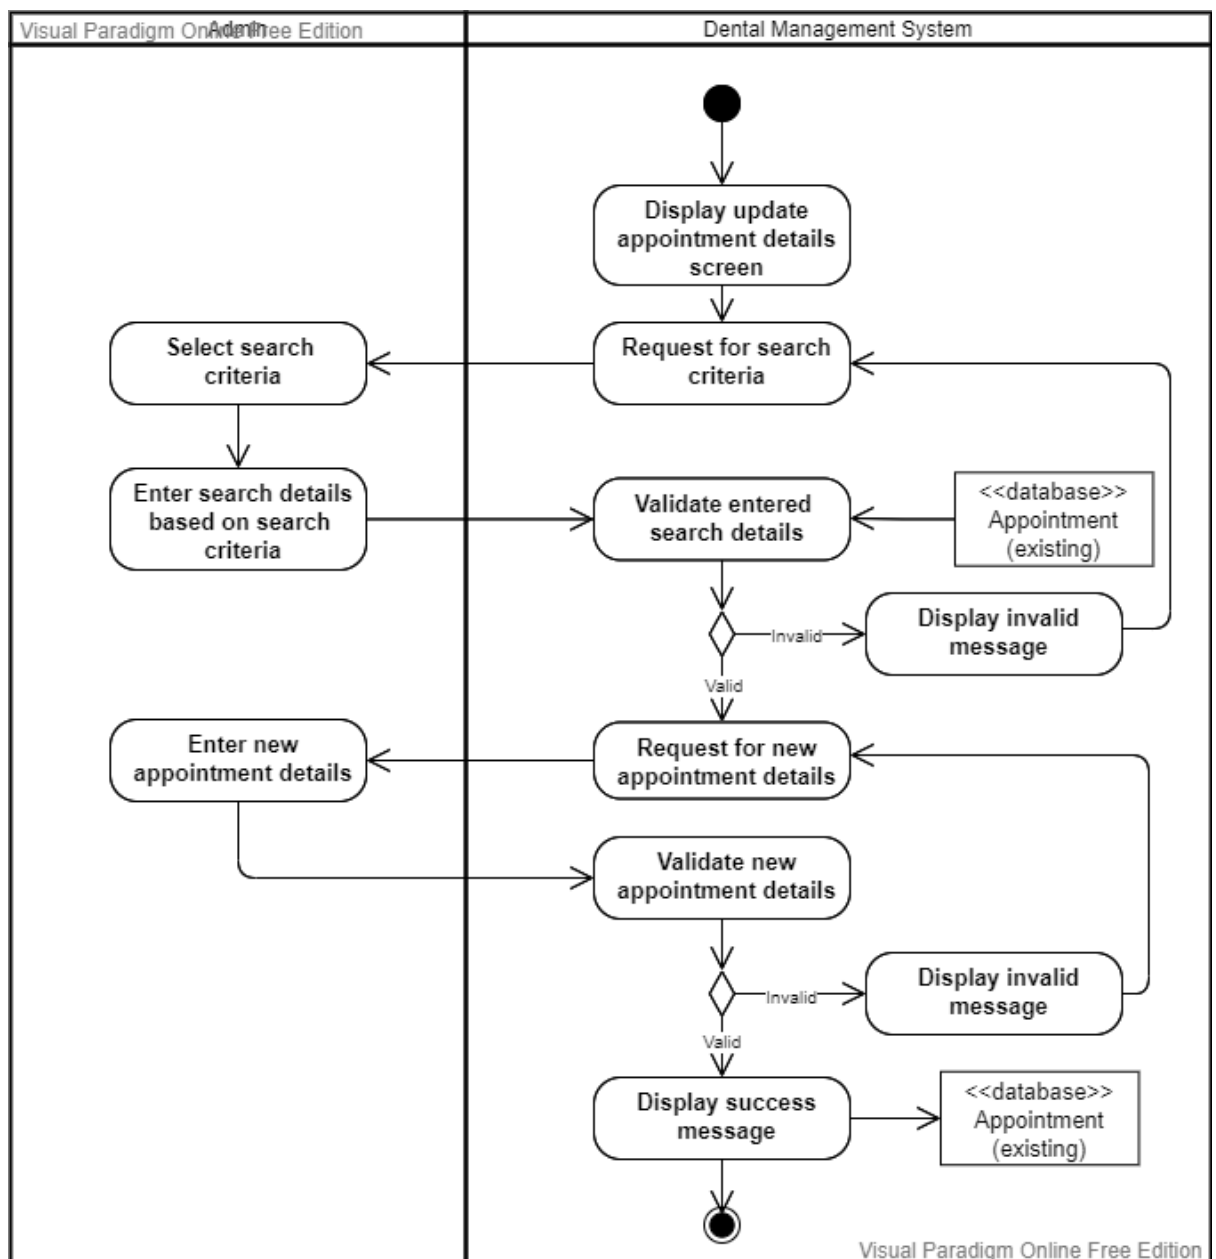 Visual Paradigm Online Free Edition
Admin
Dental Management System
Display update
appointment details
screen
Select search
criteria
Request for search
criteria
Enter search details
based on search
criteria
Validate entered
search details
<<database>>
Appointment
(existing)
Invalid
Display invalid
message
Valid
Enter new
appointment details
Request for new
appointment details
Validate new
appointment details
Invalid
Display invalid
message
Valid
Display success
message
<<database>>
Appointment
(existing)
Visual Paradigm Online Free Edition